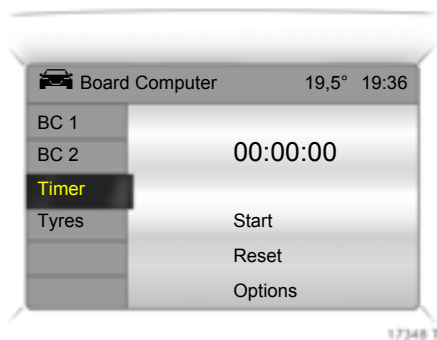 Board Computer 19,5° 19:36
BC 1
BC 2
00:00:00
Timer
Tyres
Start
Reset
Options
17348 T